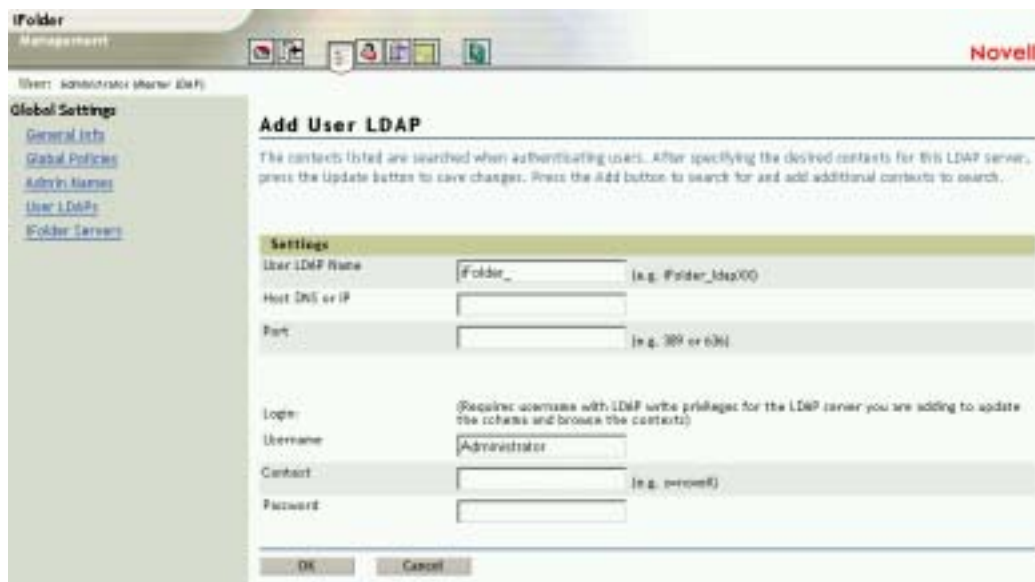 iFolder
Management
Novell
User: Administrator (Master LDAP)
Global Settings
General Info
Global Policies
Admin Names
User LDAPs
iFolder Servers
Add User LDAP
The contexts listed are searched when authenticating users. After specifying the desired contexts for this LDAP server,
press the Update button to save changes. Press the Add button to search for and add additional contexts to search.
Settings
User LDAP Name
iFolder_
(e.g. iFolder_ldapXX)
Host DNS or IP
Port
(e.g. 389 or 636)
Login:
(Requires username with LDAP write privileges for the LDAP server you are adding to update
the schema and browse the contexts)
Username
Administrator
Context
(e.g. o=novell)
Password
OK
Cancel